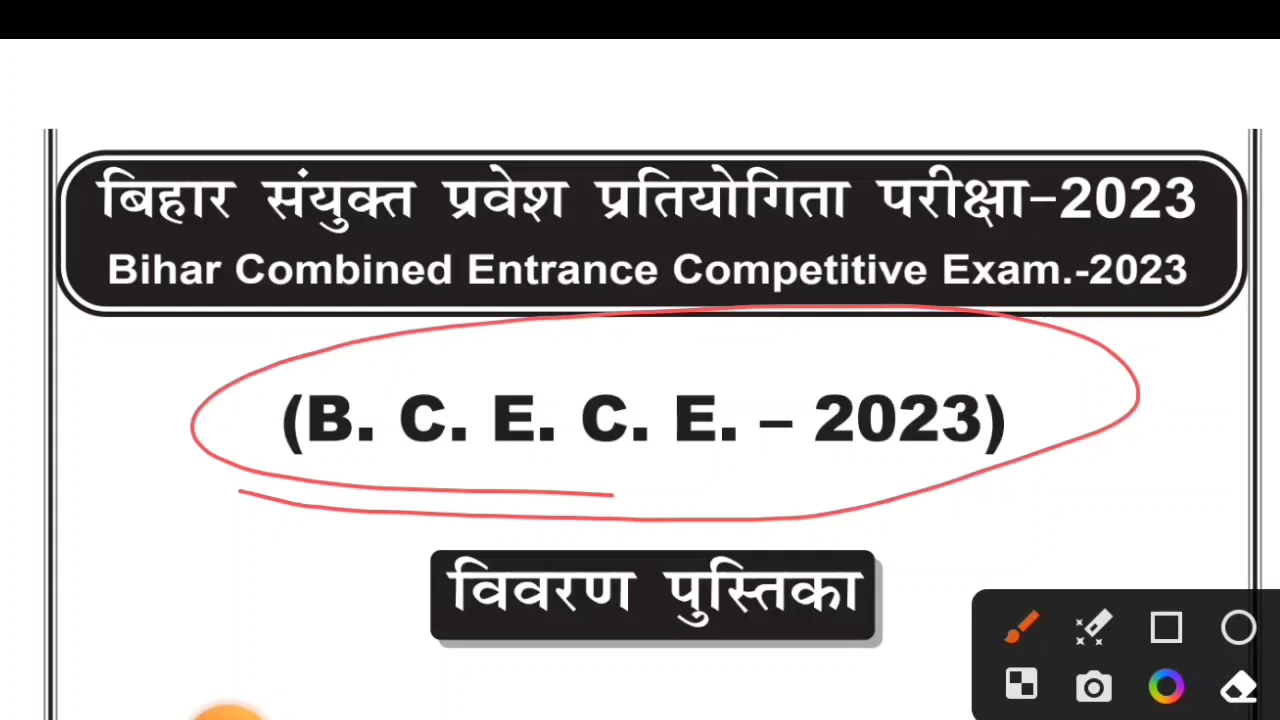 बिहार संयुक्त प्रवेश प्रतियोगिता परीक्षा–2023
Bihar Combined Entrance Competitive Exam.-2023
(B. C. E. C. E. – 2023)
विवरण पुस्तिका